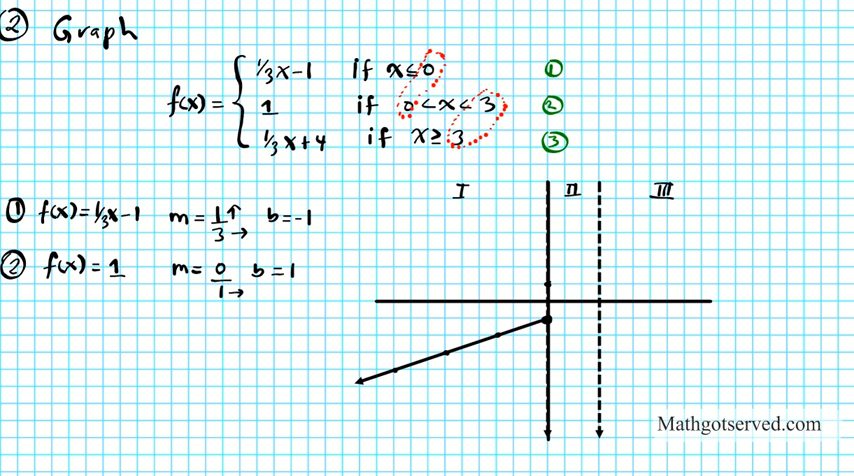 ② Graph
f(x) = { 1/3x-1 if x≤0 ①
1 if 0<x<3 ②
1/3x+4 if x≥3 ③
I II III
① f(x)=1/3x-1 m=1↑/3→ b=-1
② f(x)=1 m=0/1→ b=1
Mathgotserved.com